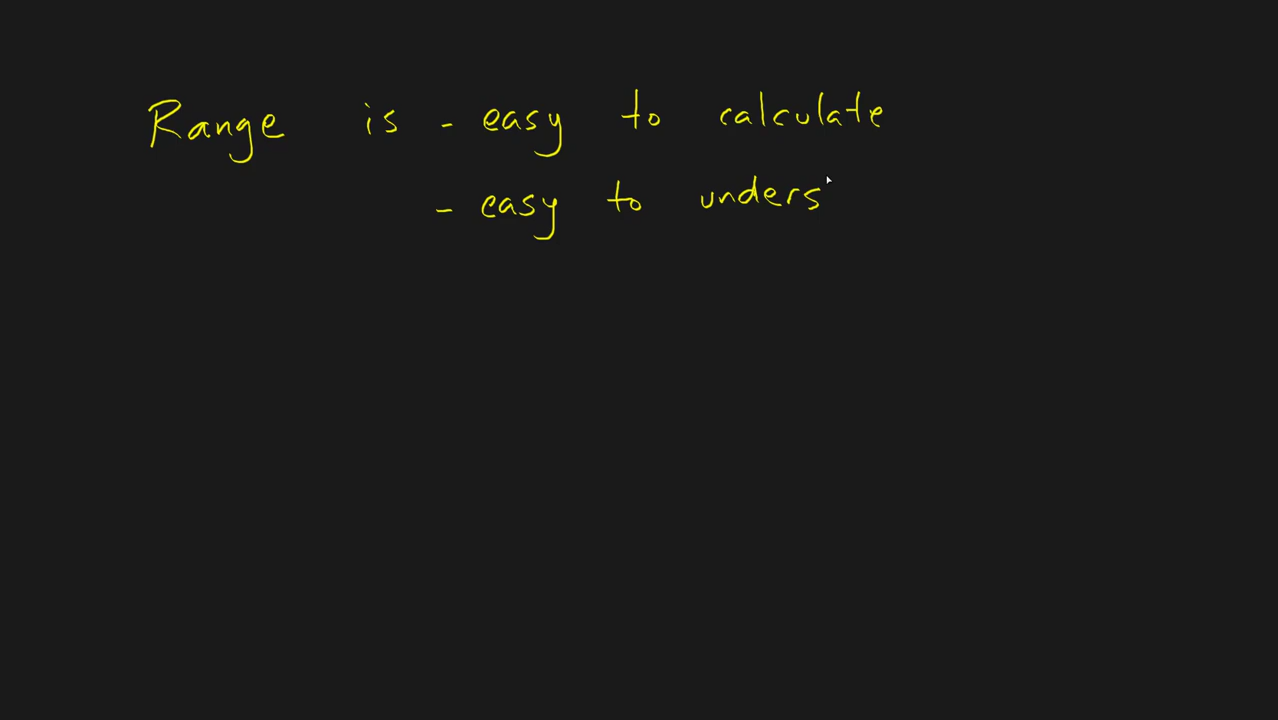 Range is - easy to calculate
- easy to unders